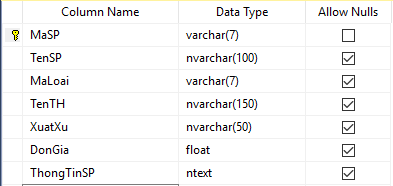 Column Name Data Type Allow Nulls
MaSP varchar(7)
TenSP nvarchar(100)
MaLoai varchar(7)
TenTH nvarchar(150)
XuatXu nvarchar(50)
DonGia float
ThongTinSP ntext